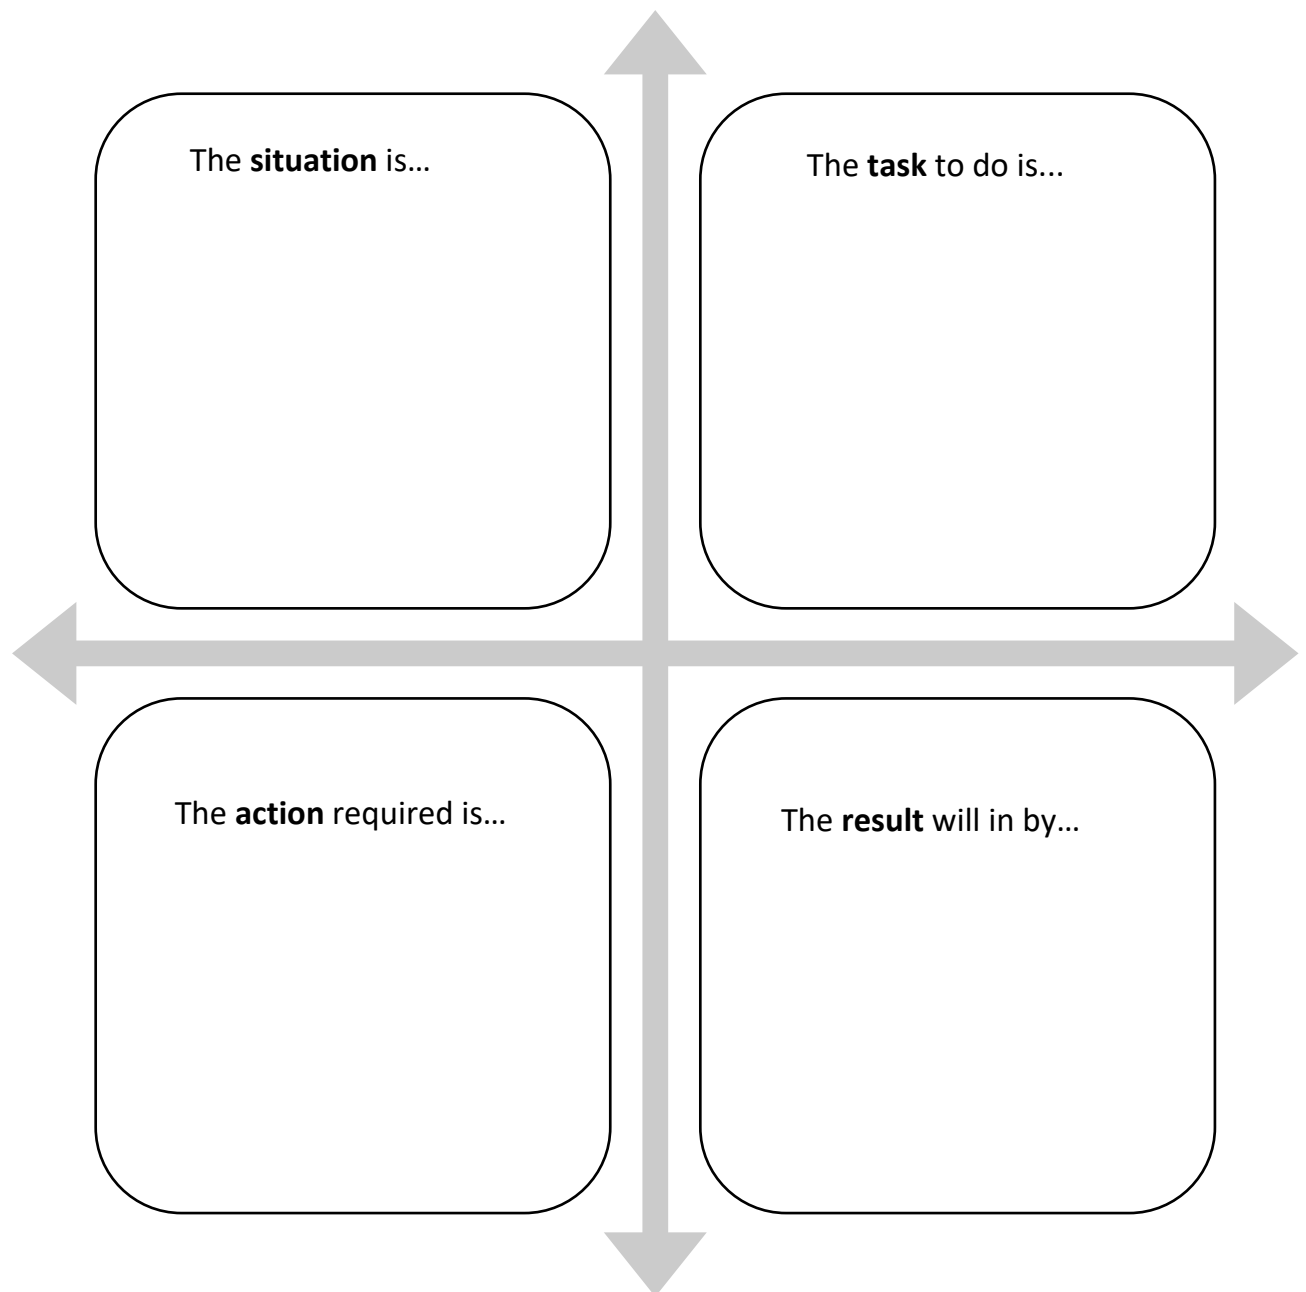 The situation is…
The task to do is...
The action required is…
The result will in by…